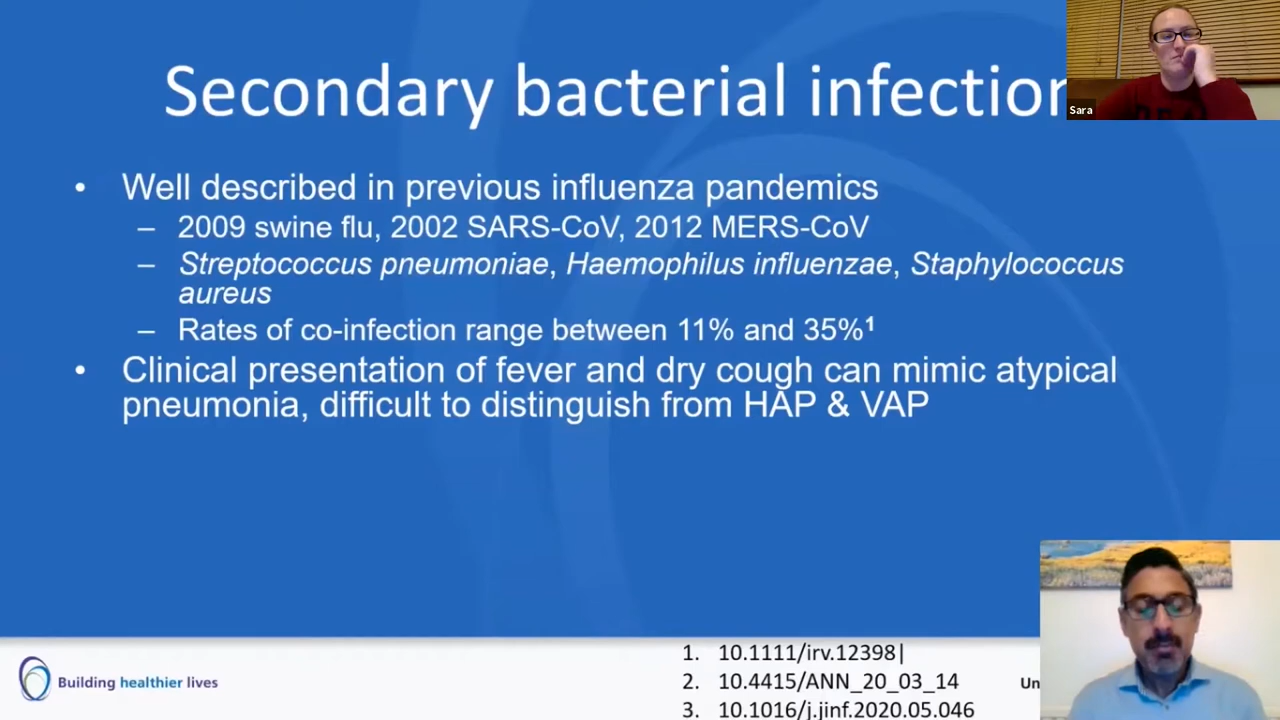 Secondary bacterial infection
Sara
• Well described in previous influenza pandemics
– 2009 swine flu, 2002 SARS-CoV, 2012 MERS-CoV
– Streptococcus pneumoniae, Haemophilus influenzae, Staphylococcus
aureus
– Rates of co-infection range between 11% and 35%¹
• Clinical presentation of fever and dry cough can mimic atypical
pneumonia, difficult to distinguish from HAP & VAP
Building healthier lives
1. 10.1111/irv.12398|
2. 10.4415/ANN_20_03_14
3. 10.1016/j.jinf.2020.05.046
Un